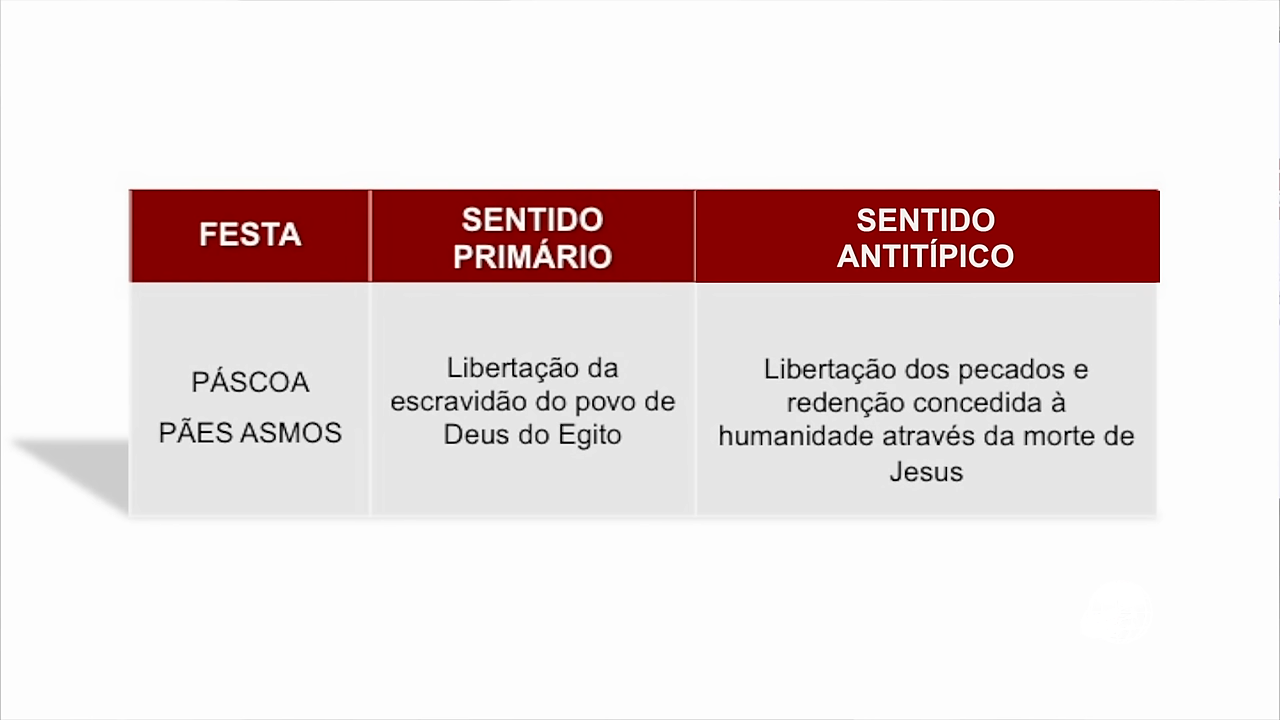 FESTA
SENTIDO
PRIMÁRIO
SENTIDO
ANTITÍPICO
PÁSCOA
PÃES ASMOS
Libertação da
escravidão do povo de
Deus do Egito
Libertação dos pecados e
redenção concedida à
humanidade através da morte de
Jesus